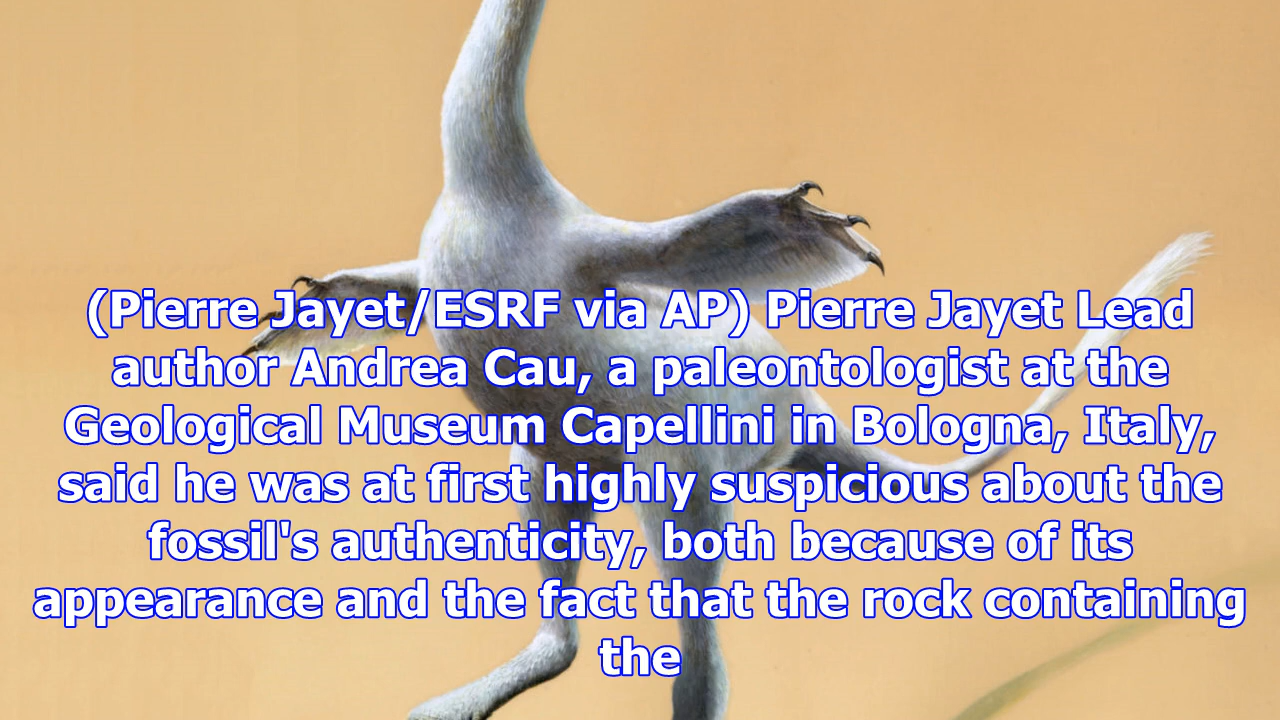 (Pierre Jayet/ESRF via AP) Pierre Jayet Lead
author Andrea Cau, a paleontologist at the
Geological Museum Capellini in Bologna, Italy,
said he was at first highly suspicious about the
fossil's authenticity, both because of its
appearance and the fact that the rock containing
the